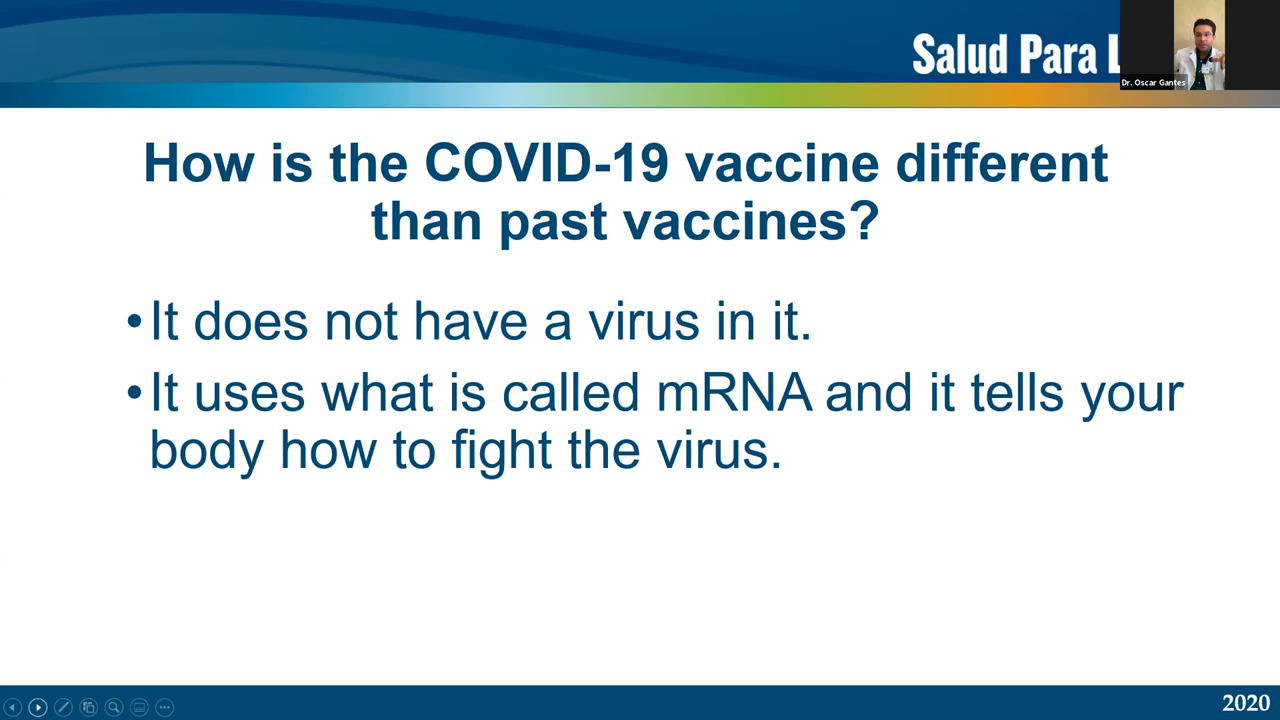 Salud Para L
Dr. Oscar Gantes
How is the COVID-19 vaccine different
than past vaccines?
•It does not have a virus in it.
•It uses what is called mRNA and it tells your
body how to fight the virus.
2020